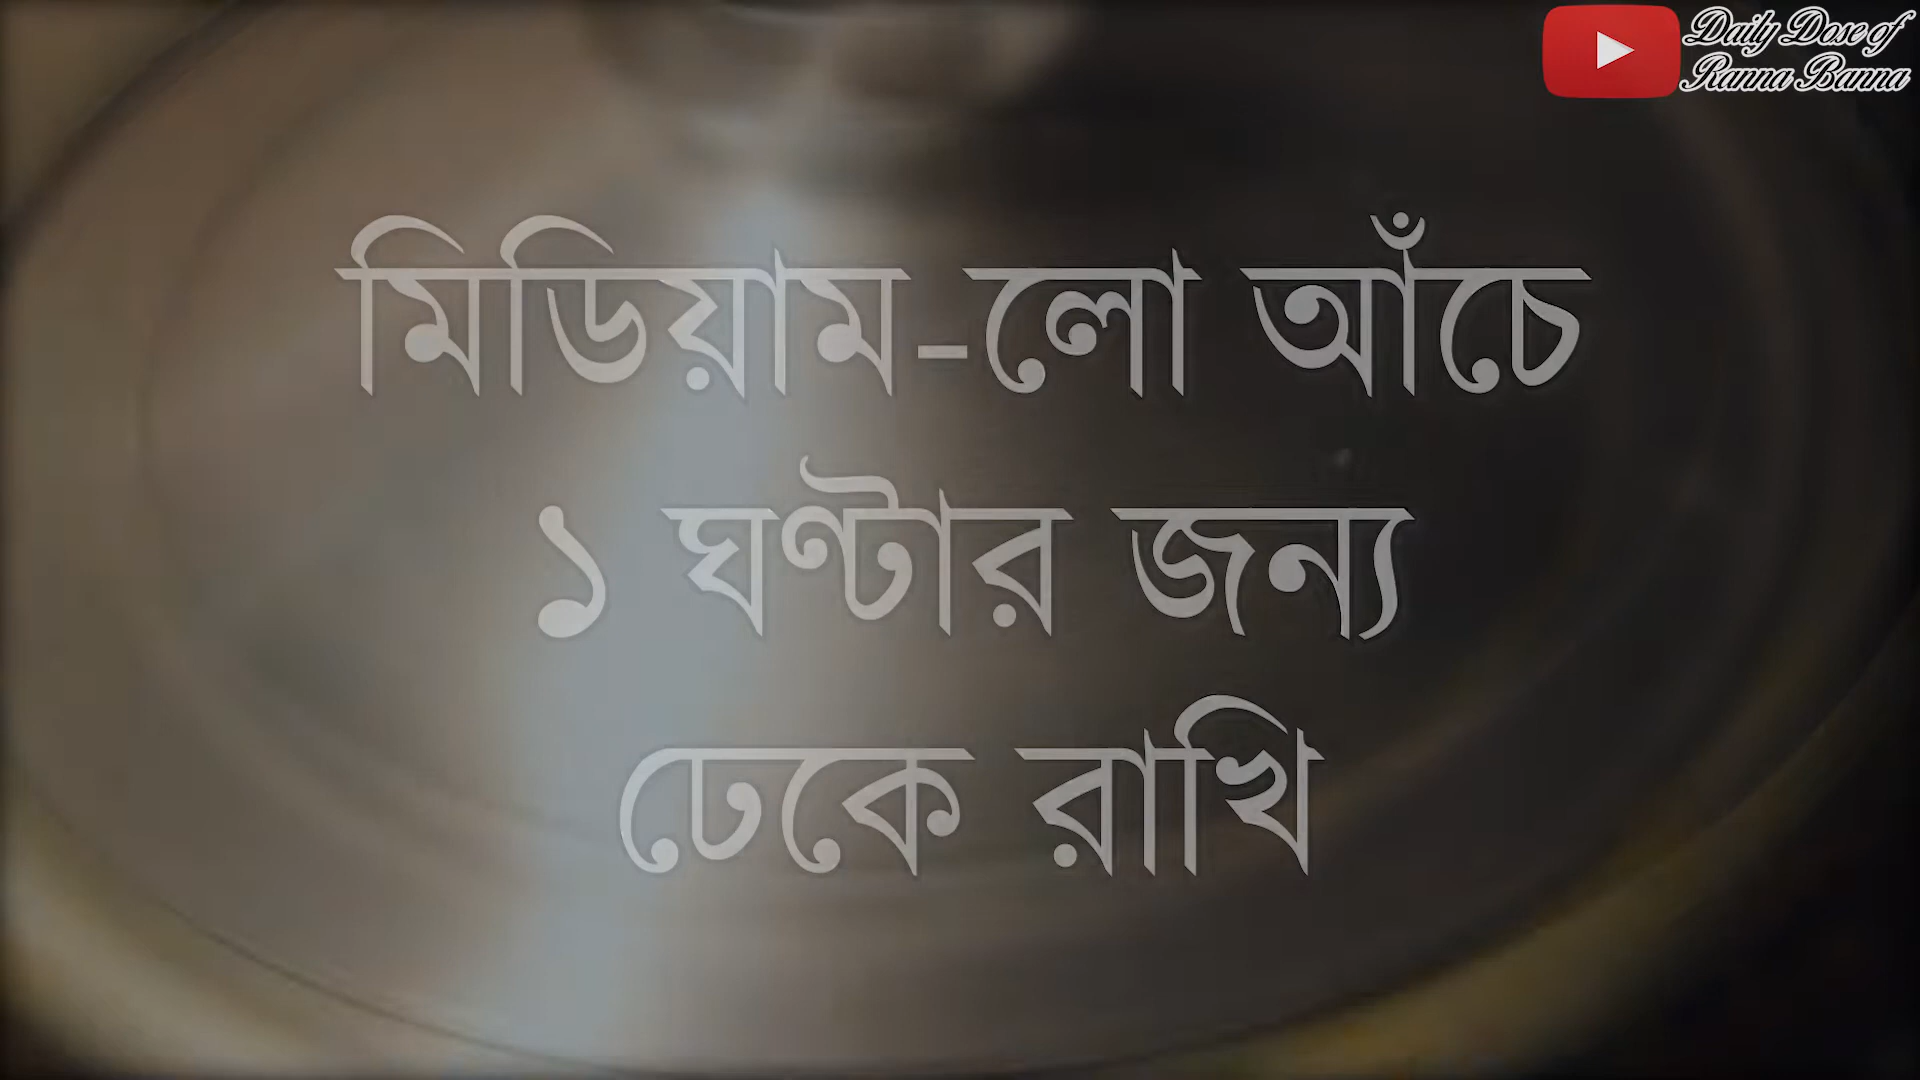 Daily Dose of
Ranna Banna
মিডিয়াম-লো আঁচে
১ ঘণ্টার জন্য
ঢেকে রাখি